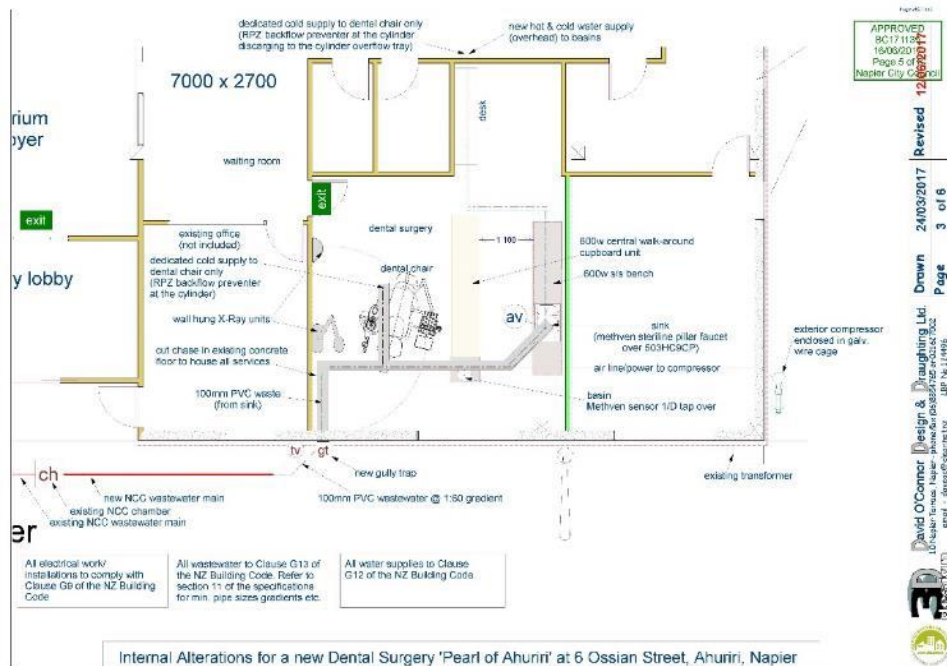 dedicated cold supply to dental chair only
(RPZ backflow preventer at the cylinder
discarging to the cylinder overflow tray)
new hot & cold water supply
(overhead) to basins
APPROVED
Napier City Council
7000 x 2700
desk
waiting room
exit
exit
existing office
(not included)
dental surgery
dedicated cold supply to
dental chair only
(RPZ backflow preventer
at the cylinder)
dental chair
1 100
600w central walk-around
cupboard unit
600w s/s bench
y lobby
wall hung X-Ray units
av
sink
(methven steriline pillar faucet
over 503HC9CP)
exterior compressor
enclosed in galv.
wire cage
cut chase in existing concrete
floor to house all services
air line/power to compressor
100mm PVC waste
(from sink)
basin
Methven sensor 1/D tap over
tv
gt
new gully trap
existing transformer
ch
new NCC wastewater main
100mm PVC wastewater @ 1:60 gradient
existing NCC chamber
existing NCC wastewater main
er
All electrical work/
installations to comply with
Clause G9 of the NZ Building
Code
All wastewater to Clause G13 of
the NZ Building Code. Refer to
section 11 of the specifications
for min. pipe sizes gradients etc.
All water supplies to Clause
G12 of the NZ Building Code
Internal Alterations for a new Dental Surgery 'Pearl of Ahuriri' at 6 Ossian Street, Ahuriri, Napier
Revised 12/06/2017
Drawn 24/03/2017
Page 3 of 6
David O'Connor Design & Draughting Ltd.
3D